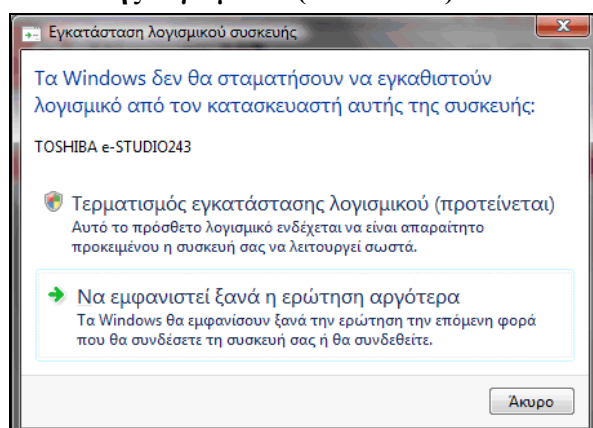 Εγκατάσταση λογισμικού συσκευής
Τα Windows δεν θα σταματήσουν να εγκαθιστούν
λογισμικό από τον κατασκευαστή αυτής της συσκευής:
TOSHIBA e-STUDIO243
Τερματισμός εγκατάστασης λογισμικού (προτείνεται)
Αυτό το πρόσθετο λογισμικό ενδέχεται να είναι απαραίτητο
προκειμένου η συσκευή σας να λειτουργεί σωστά.
Να εμφανιστεί ξανά η ερώτηση αργότερα
Τα Windows θα εμφανίσουν ξανά την ερώτηση την επόμενη φορά
που θα συνδέσετε τη συσκευή σας ή θα συνδεθείτε.
Άκυρο